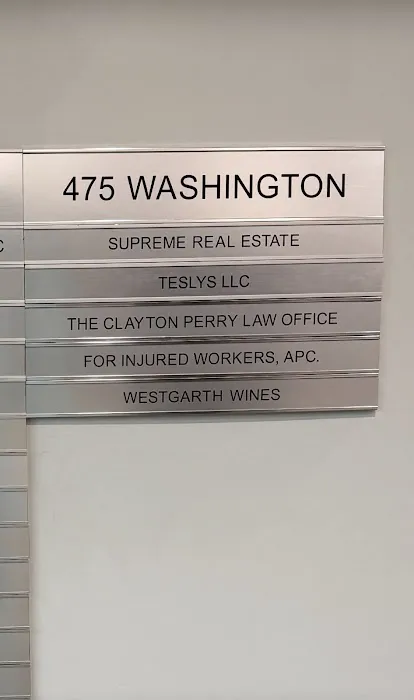 475 WASHINGTON
SUPREME REAL ESTATE
TESLYS LLC
THE CLAYTON PERRY LAW OFFICE
FOR INJURED WORKERS, APC.
WESTGARTH WINES